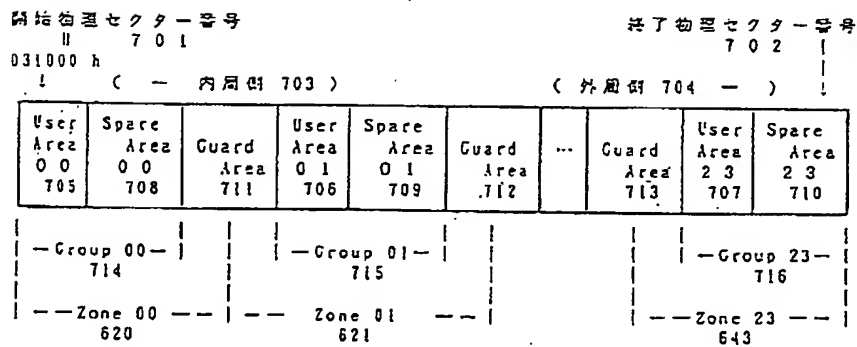 開始物理セクター番号
701
031000 h
終了物理セクター番号
702
( ー 内周側 703 )
( 外周側 704 ー )
User Area 00 705
Spare Area 00 708
Guard Area 711
User Area 01 706
Spare Area 01 709
Guard Area 712
...
Guard Area 713
User Area 23 707
Spare Area 23 710
Group 00
714
Group 01
715
Group 23
716
Zone 00
620
Zone 01
621
Zone 23
643